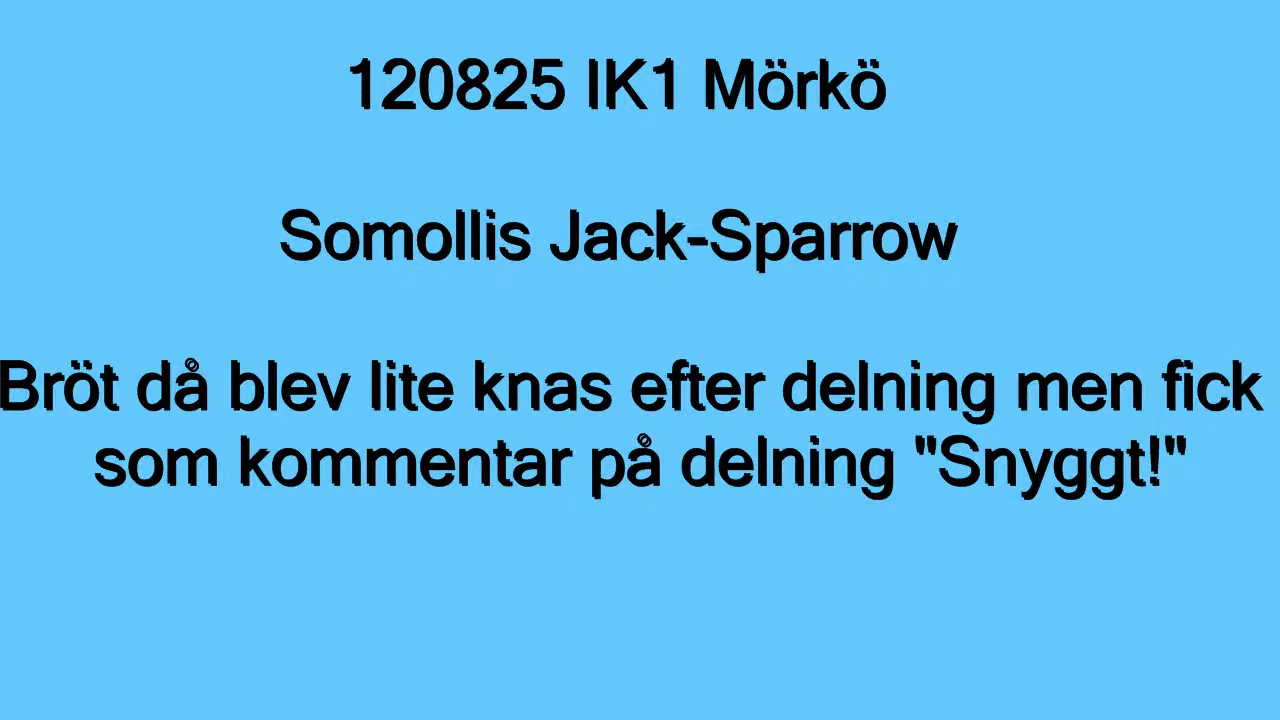 120825 IK1 Mörkö
Somollis Jack-Sparrow
Bröt då blev lite knas efter delning men fick
som kommentar på delning "Snyggt!"